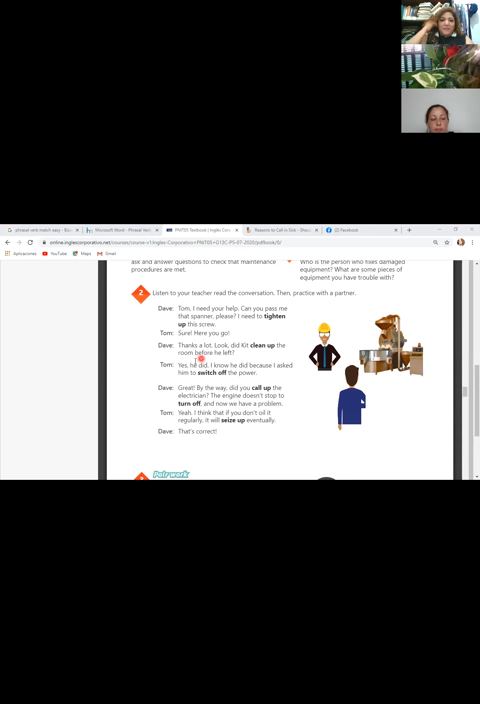 phrasal verb match easy - Eco
Microsoft Word - Phrasal Verl
PNIT05 Textbook | Ingles Cor
Reasons to Call in Sick - Shou
(2) Facebook
online.inglescorporativo.net/courses/course-v1:Ingles-Corporativo+PNIT05+G13C-PS-07-2020/pdfbook/0/
Aplicaciones YouTube Maps Gmail
ask and answer questions to check that maintenance
procedures are met.
Who is the person who fixes damaged
equipment? What are some pieces of
equipment you have trouble with?
2 Listen to your teacher read the conversation. Then, practice with a partner.
Dave: Tom, I need your help. Can you pass me
that spanner, please? I need to tighten
up this screw.
Tom: Sure! Here you go!
Dave: Thanks a lot. Look, did Kit clean up the
room before he left?
Tom: Yes, he did. I know he did because I asked
him to switch off the power.
Dave: Great! By the way, did you call up the
electrician? The engine doesn't stop to
turn off, and now we have a problem.
Tom: Yeah. I think that if you don't oil it
regularly, it will seize up eventually.
Dave: That's correct!
Pair work